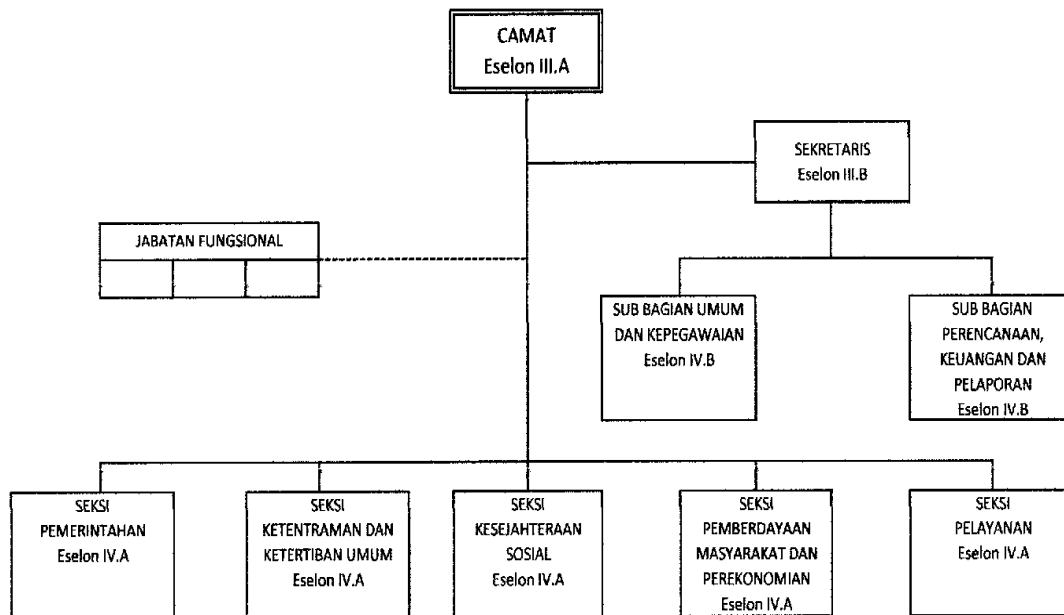 CAMAT
Eselon III.A
SEKRETARIS
Eselon III.B
JABATAN FUNGSIONAL
SUB BAGIAN UMUM
DAN KEPEGAWAIAN
Eselon IV.B
SUB BAGIAN
PERENCANAAN,
KEUANGAN DAN
PELAPORAN
Eselon IV.B
SEKSI
PEMERINTAHAN
Eselon IV.A
SEKSI
KETENTRAMAN DAN
KETERTIBAN UMUM
Eselon IV.A
SEKSI
KESEJAHTERAAN
SOSIAL
Eselon IV.A
SEKSI
PEMBERDAYAAN
MASYARAKAT DAN
PEREKONOMIAN
Eselon IV.A
SEKSI
PELAYANAN
Eselon IV.A